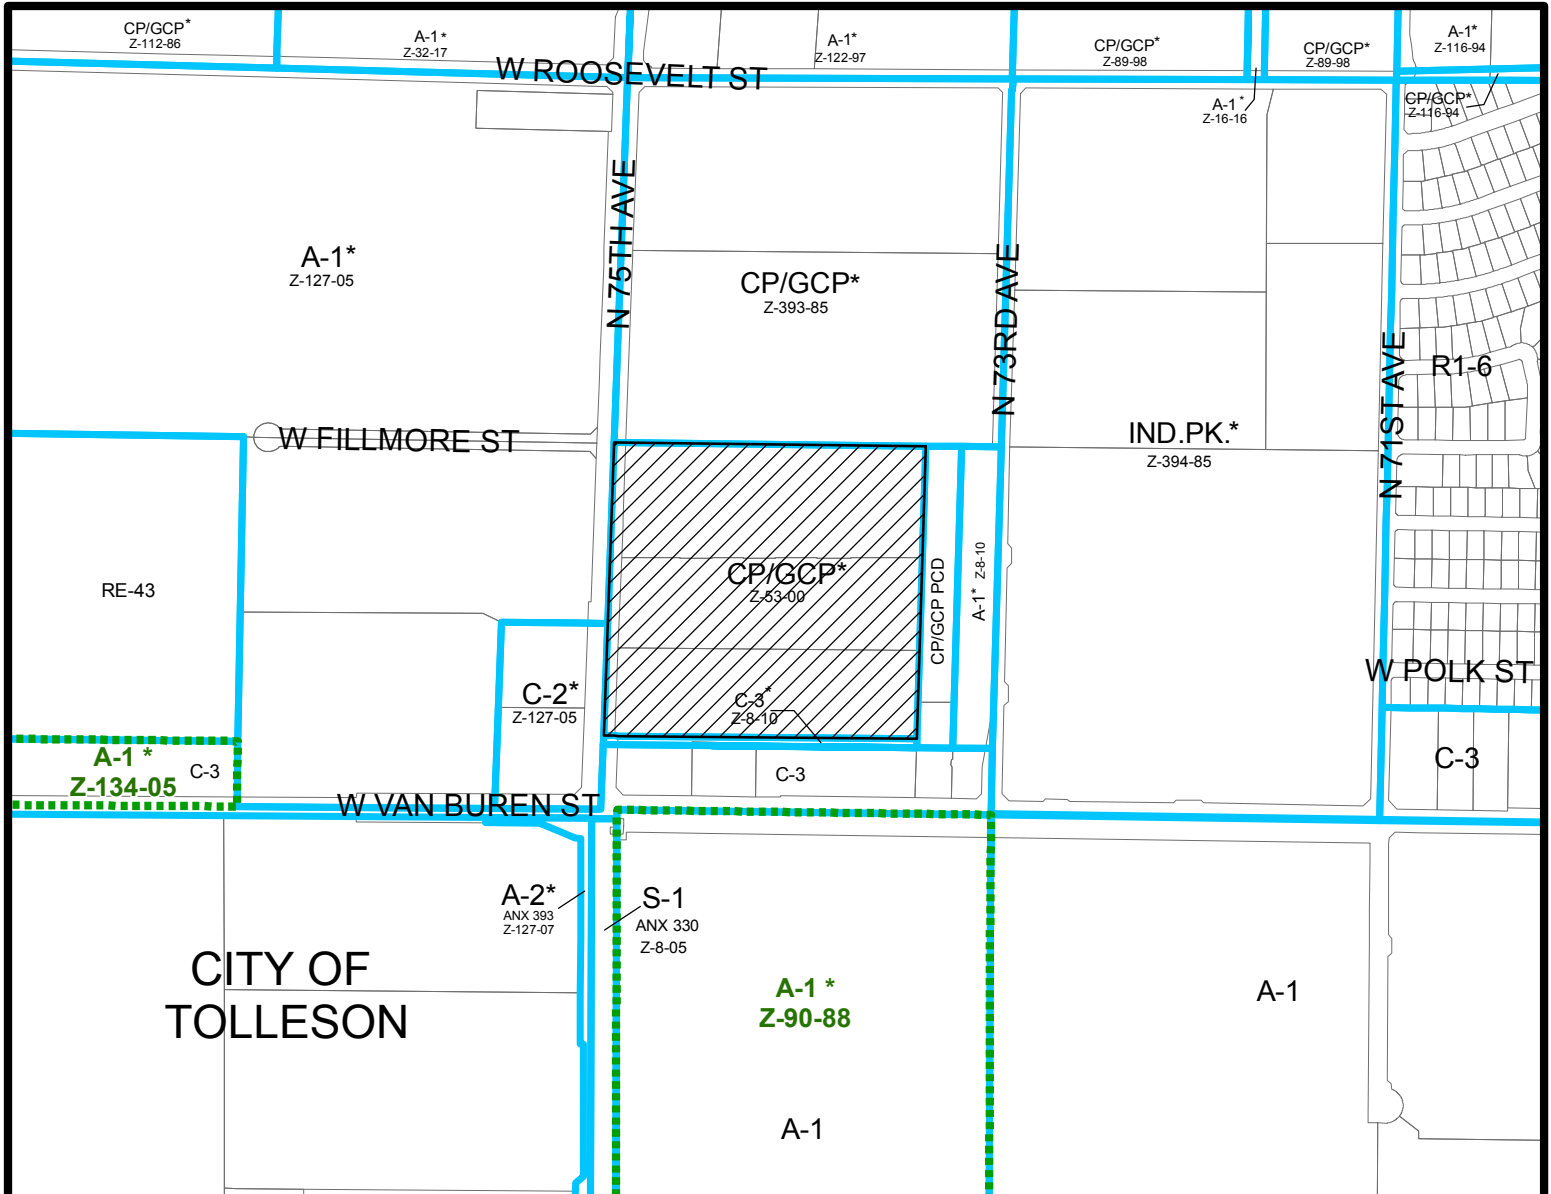 CP/GCP*
Z-112-86
A-1*
Z-32-17
A-1*
Z-122-97
CP/GCP*
Z-89-98
CP/GCP*
Z-89-98
A-1*
Z-116-94
W ROOSEVELT ST
A-1*
Z-16-16
CP/GCP*
Z-116-94
N 75TH AVE
A-1*
Z-127-05
CP/GCP*
Z-393-85
N 73RD AVE
N 71ST AVE
R1-6
W FILLMORE ST
IND.PK.*
Z-394-85
RE-43
CP/GCP*
Z-53-00
CP/GCP PCD
A-1* Z-8-10
W POLK ST
C-2*
Z-127-05
C-3*
Z-8-10
A-1 *
Z-134-05
C-3
C-3
C-3
W VAN BUREN ST
A-2*
ANX 393
Z-127-07
S-1
ANX 330
Z-8-05
CITY OF
TOLLESON
A-1 *
Z-90-88
A-1
A-1